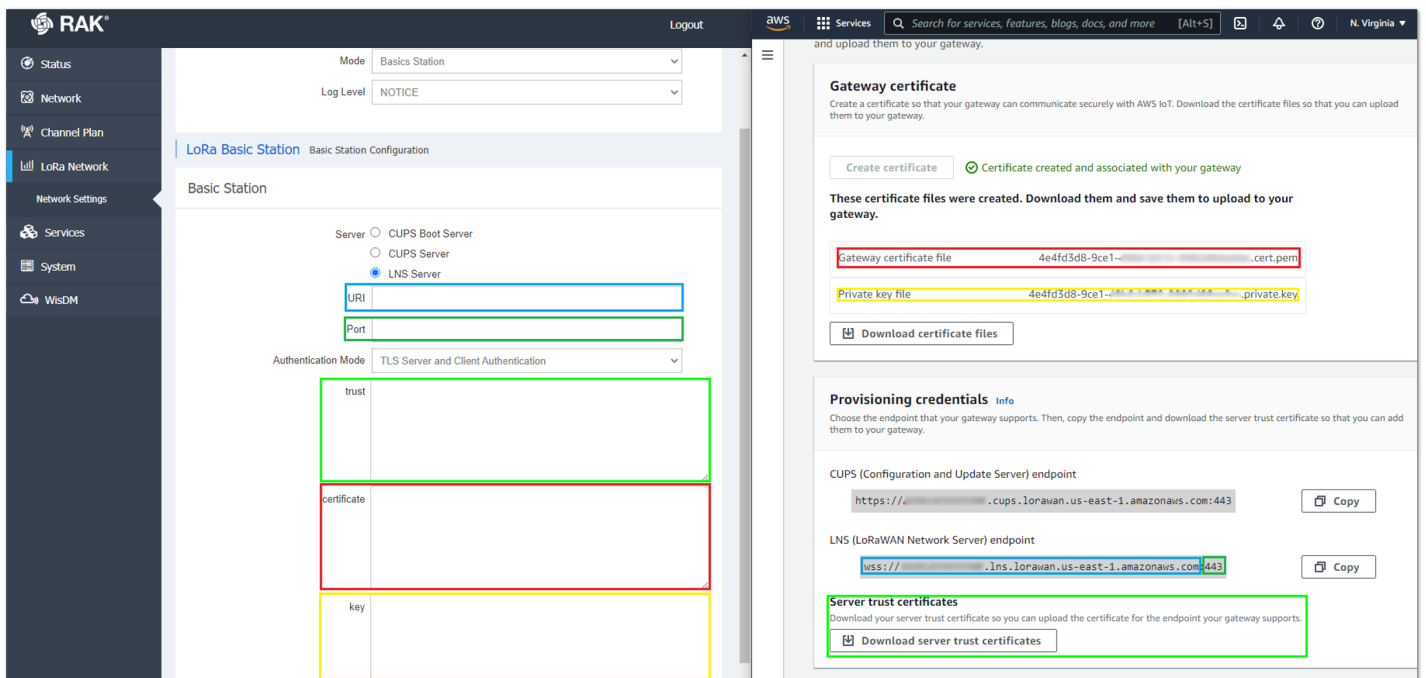 RAK®
Logout
Status
Network
Channel Plan
LoRa Network
Network Settings
Services
System
WisDM
Mode Basics Station
Log Level NOTICE
LoRa Basic Station Basic Station Configuration
Basic Station
Server CUPS Boot Server
CUPS Server
LNS Server
URI
Port
Authentication Mode TLS Server and Client Authentication
trust
certificate
key
aws Services Search for services, features, blogs, docs, and more [Alt+S] N. Virginia
and upload them to your gateway.
Gateway certificate
Create a certificate so that your gateway can communicate securely with AWS IoT. Download the certificate files so that you can upload
them to your gateway.
Create certificate Certificate created and associated with your gateway
These certificate files were created. Download them and save them to upload to your
gateway.
Gateway certificate file 4e4fd3d8-9ce1- .cert.pem
Private key file 4e4fd3d8-9ce1- .private.key
Download certificate files
Provisioning credentials Info
Choose the endpoint that your gateway supports. Then, copy the endpoint and download the server trust certificate so that you can add
them to your gateway.
CUPS (Configuration and Update Server) endpoint
https:// .cups.lorawan.us-east-1.amazonaws.com:443 Copy
LNS (LoRaWAN Network Server) endpoint
wss:// .lns.lorawan.us-east-1.amazonaws.com:443 Copy
Server trust certificates
Download your server trust certificate so you can upload the certificate for the endpoint your gateway supports.
Download server trust certificates